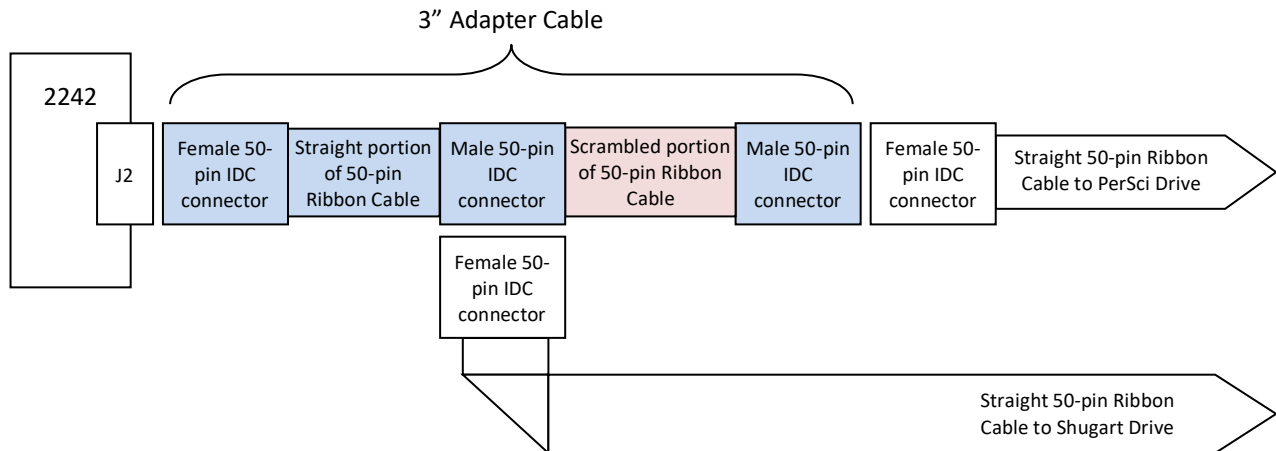 3” Adapter Cable
2242
J2
Female 50-
pin IDC
connector
Straight portion
of 50-pin
Ribbon Cable
Male 50-pin
IDC
connector
Scrambled portion
of 50-pin Ribbon
Cable
Male 50-pin
IDC
connector
Female 50-
pin IDC
connector
Straight 50-pin Ribbon
Cable to PerSci Drive
Female 50-
pin IDC
connector
Straight 50-pin Ribbon
Cable to Shugart Drive